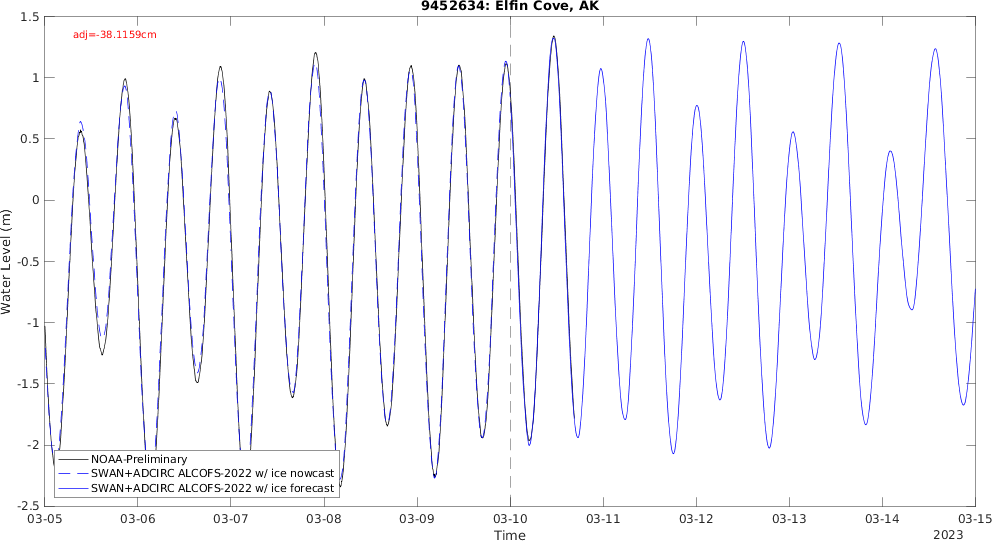 9452634: Elfin Cove, AK
adj=-38.1159cm
Water Level (m)
1.5
1
0.5
0
-0.5
-1
-1.5
-2
-2.5
NOAA-Preliminary
SWAN+ADCIRC ALCOFS-2022 w/ ice nowcast
SWAN+ADCIRC ALCOFS-2022 w/ ice forecast
03-05 03-06 03-07 03-08 03-09 03-10 03-11 03-12 03-13 03-14 03-15
Time
2023